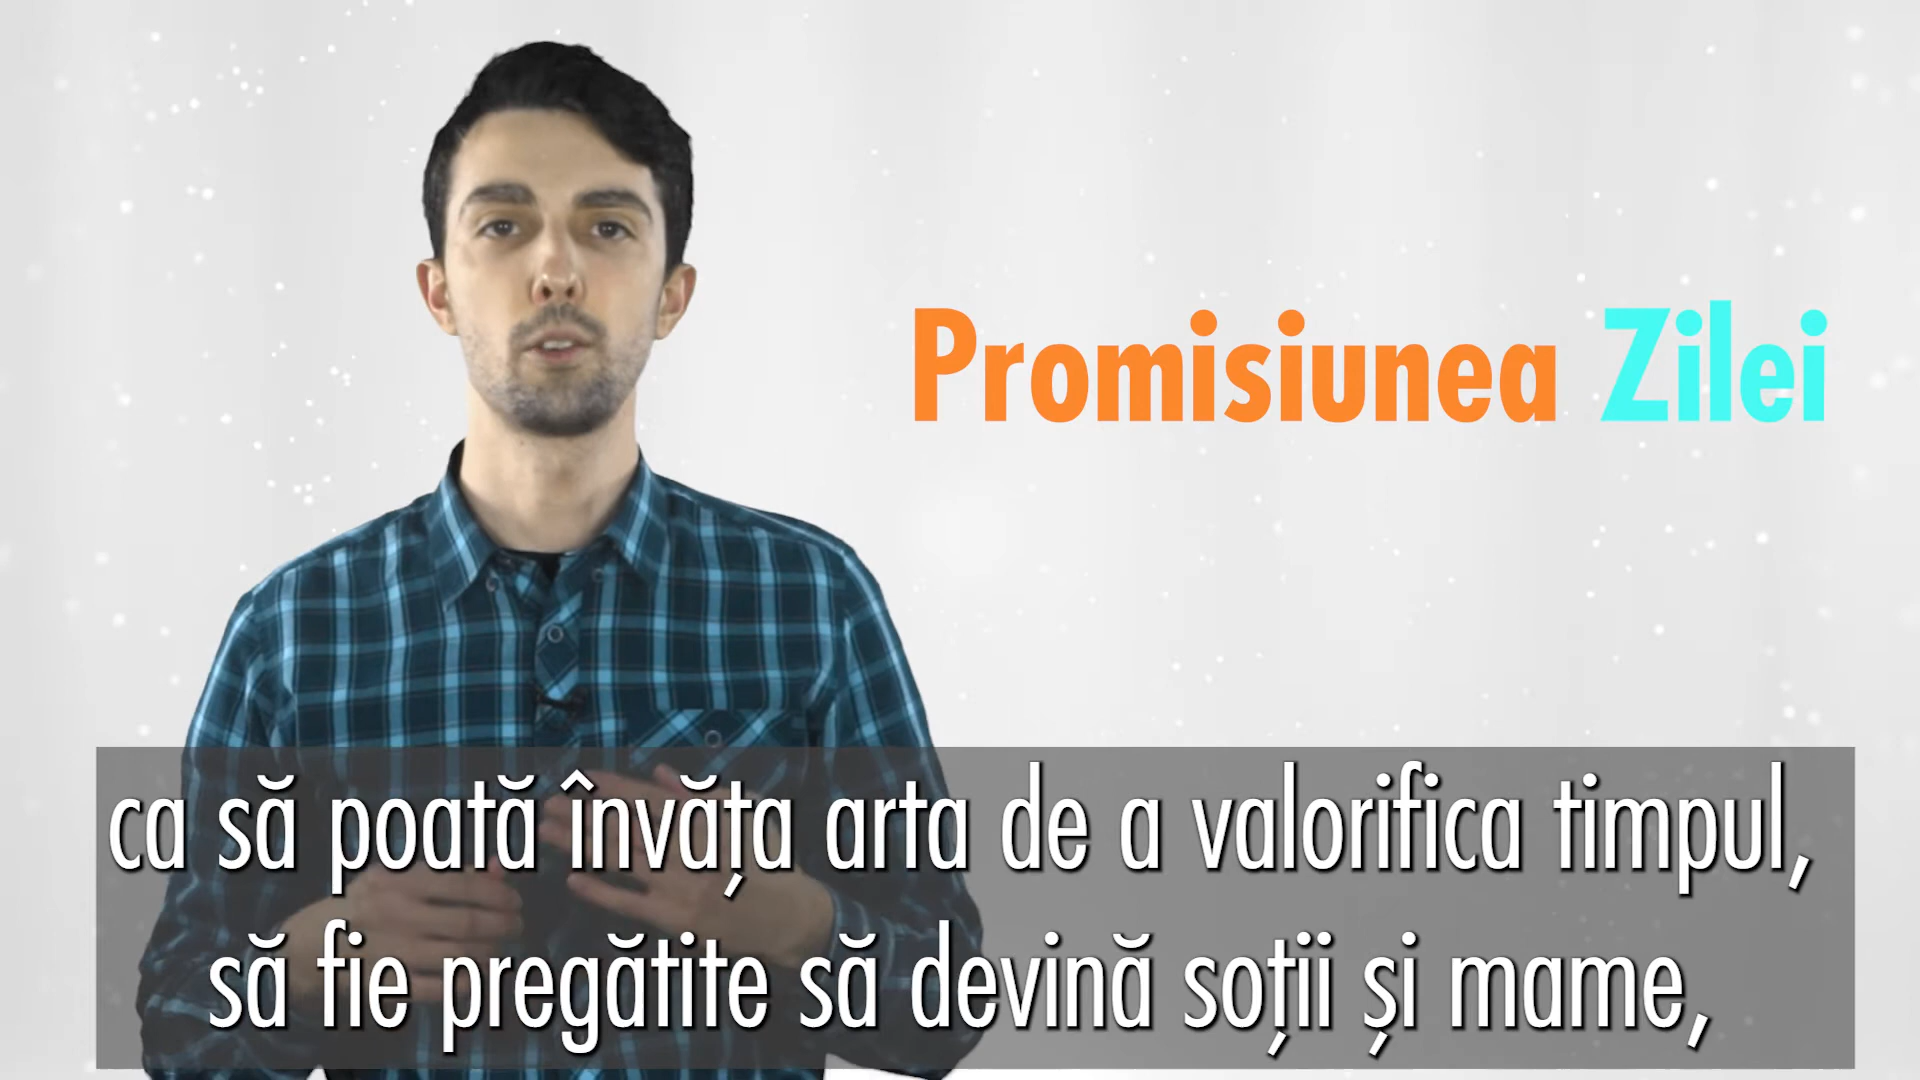 Promisiunea Zilei
ca să poată învăța arta de a valorifica timpul,
să fie pregătite să devină soții și mame,